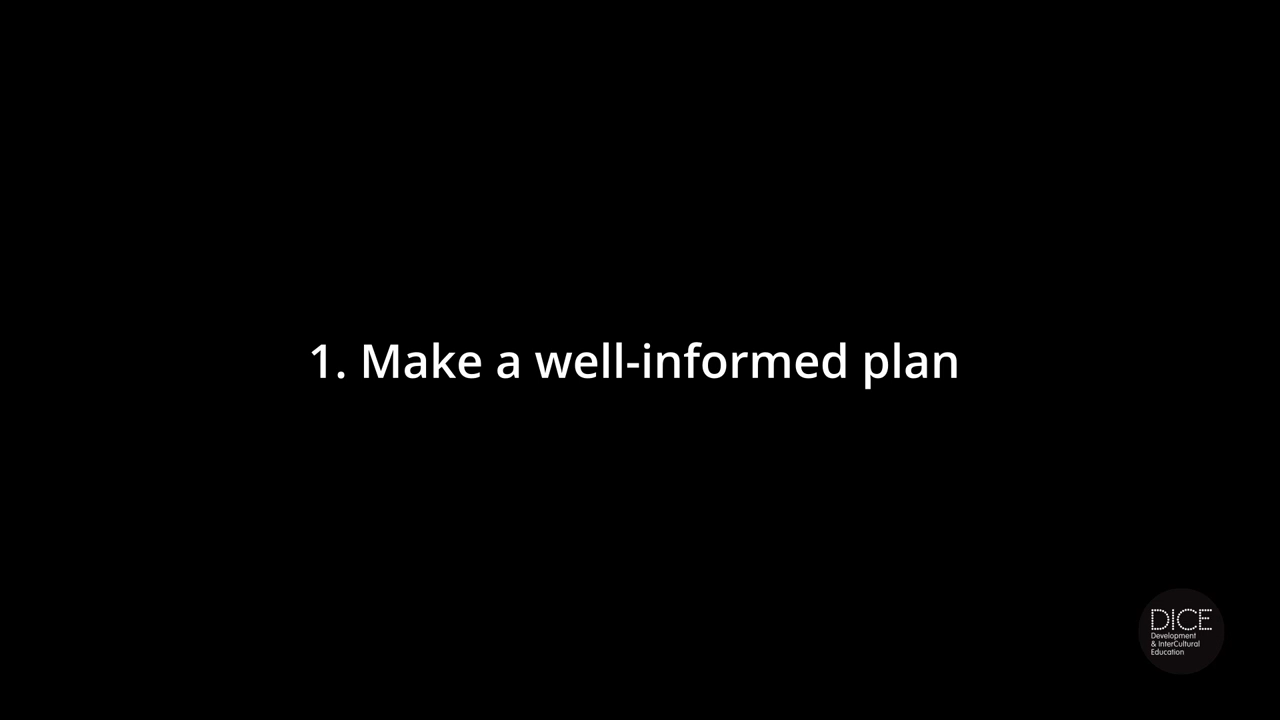 1. Make a well-informed plan
DICE
Development
& InterCultural
Education